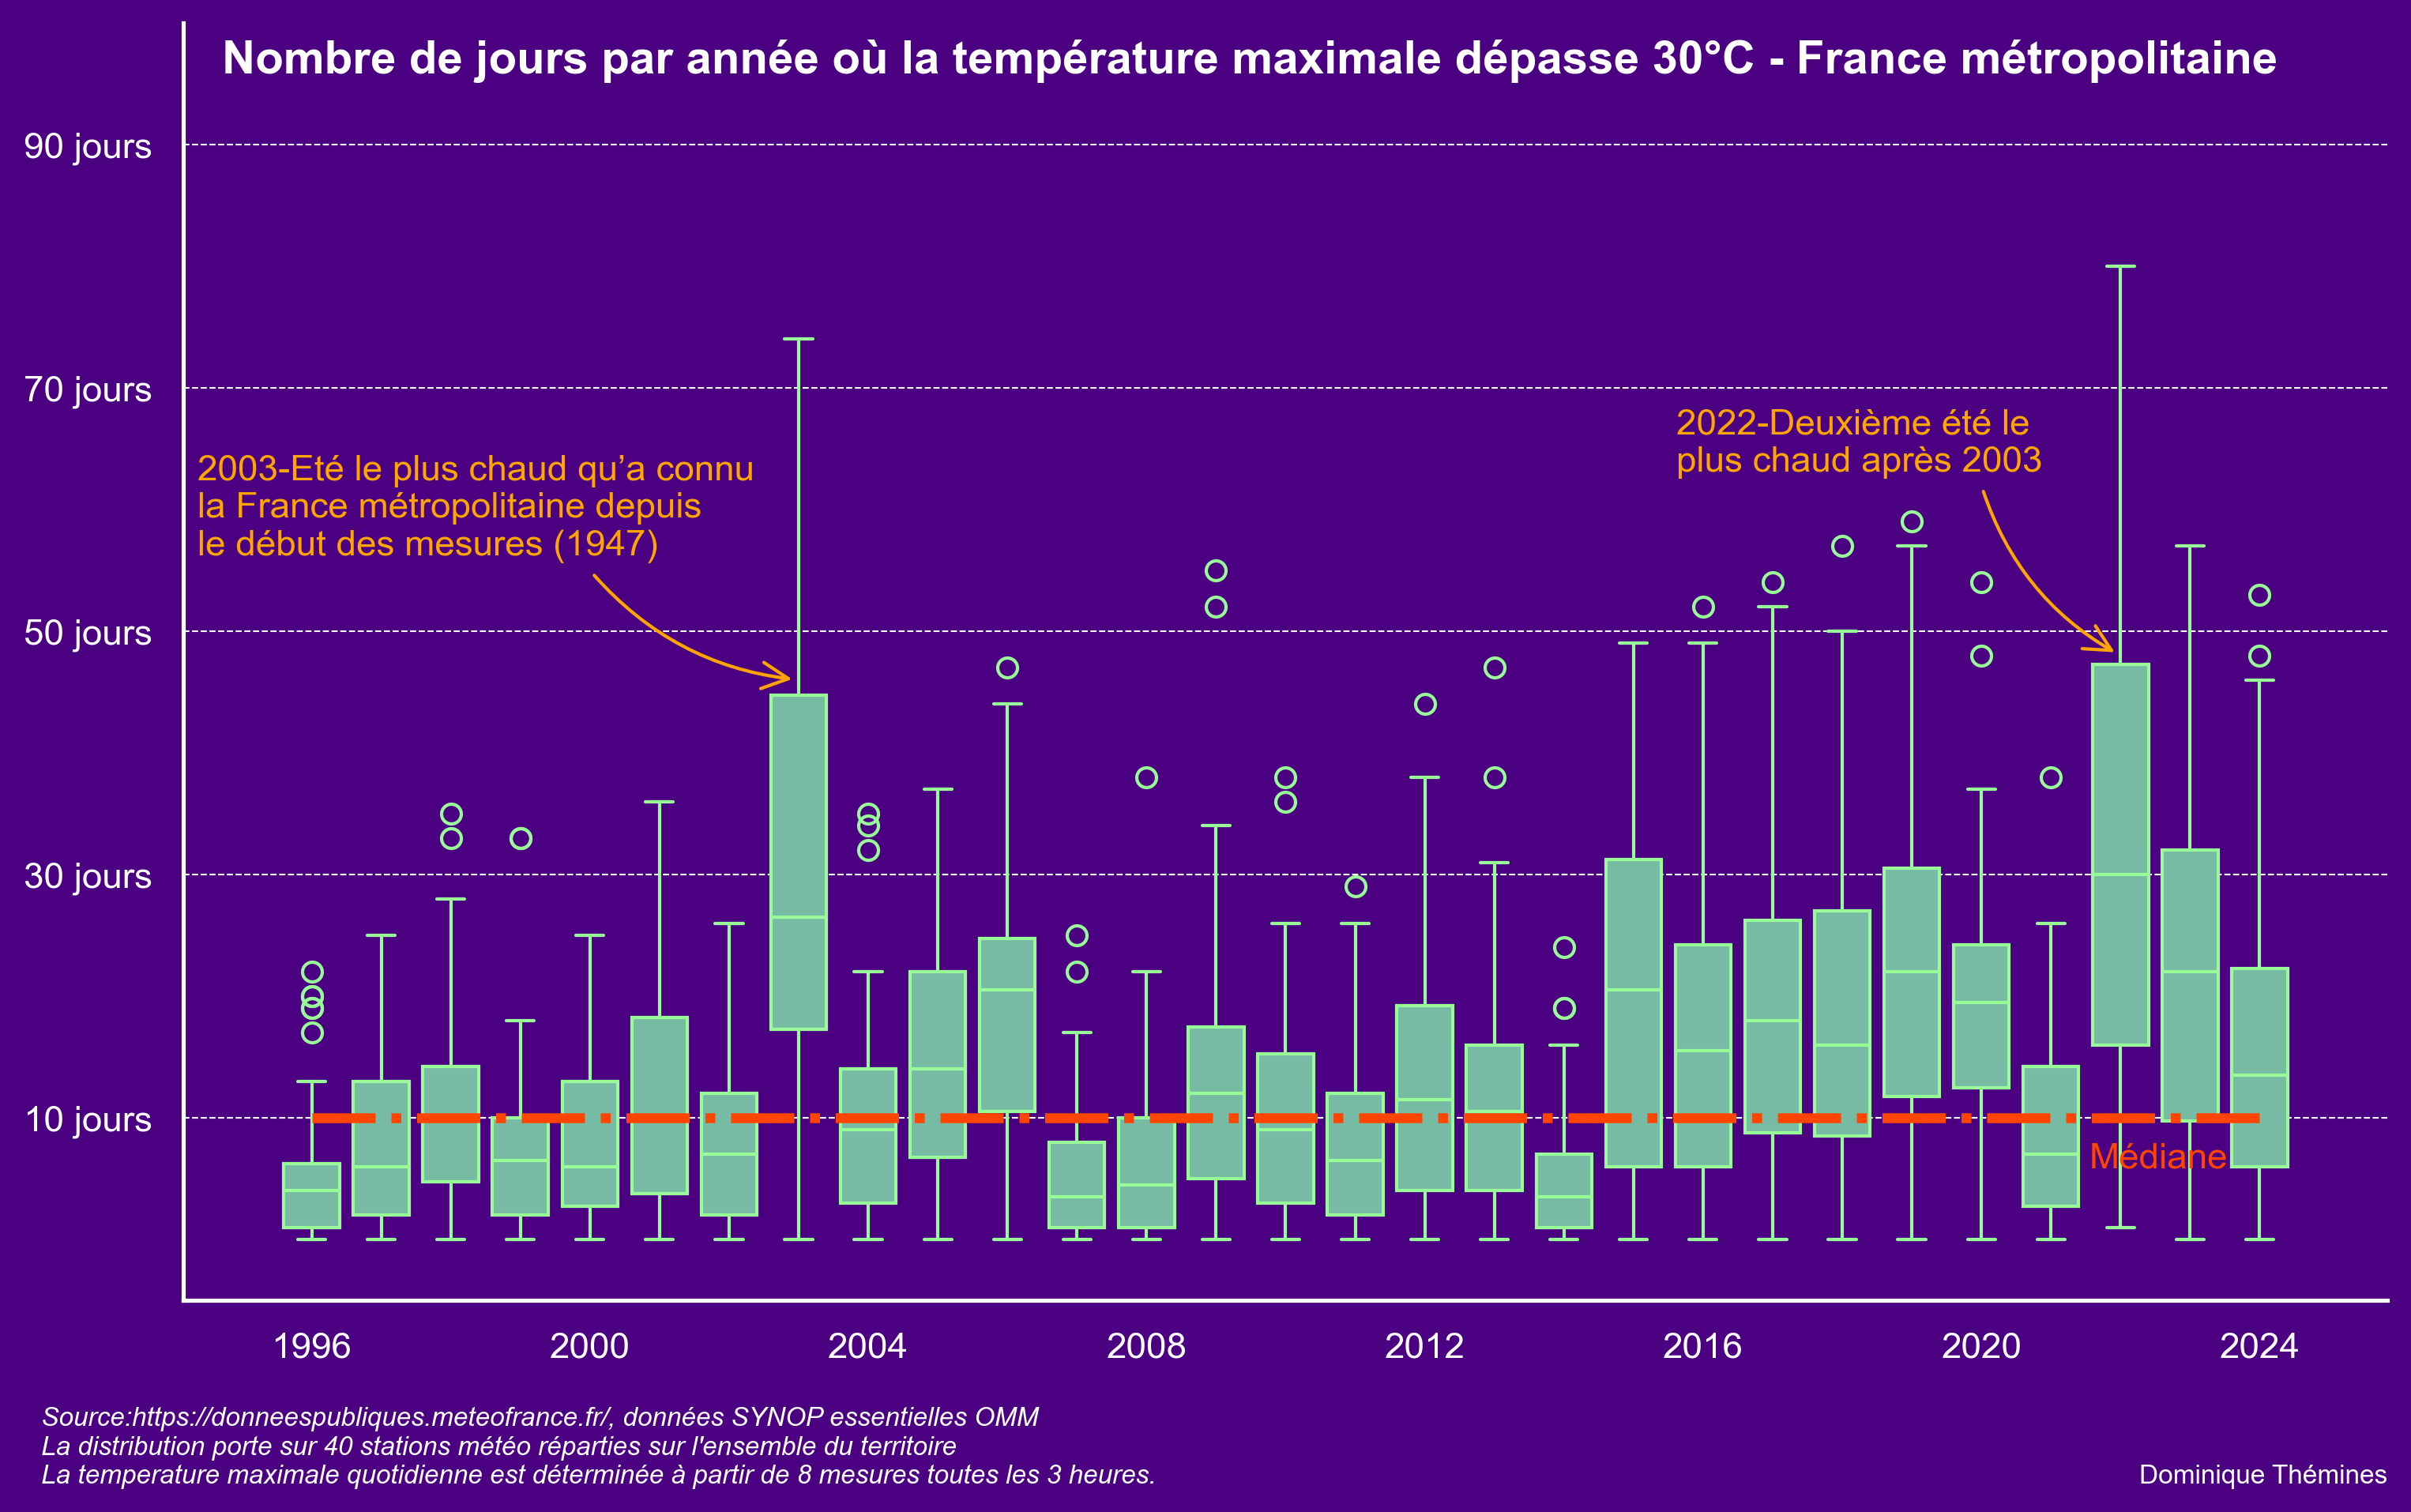 Nombre de jours par année où la température maximale dépasse 30°C - France métropolitaine
90 jours
70 jours
50 jours
30 jours
10 jours
2003-Eté le plus chaud qu’a connu
la France métropolitaine depuis
le début des mesures (1947)
2022-Deuxième été le
plus chaud après 2003
Médiane
1996 2000 2004 2008 2012 2016 2020 2024
Source:https://donneespubliques.meteofrance.fr/, données SYNOP essentielles OMM
La distribution porte sur 40 stations météo réparties sur l'ensemble du territoire
La temperature maximale quotidienne est déterminée à partir de 8 mesures toutes les 3 heures.
Dominique Thémines